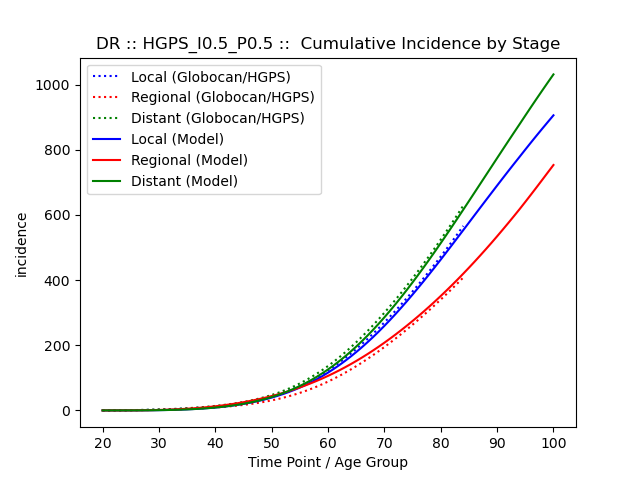 DR :: HGPS_I0.5_P0.5 ::  Cumulative Incidence by Stage
Local (Globocan/HGPS)
Regional (Globocan/HGPS)
Distant (Globocan/HGPS)
Local (Model)
Regional (Model)
Distant (Model)
1000
800
600
400
200
0
incidence
20 30 40 50 60 70 80 90 100
Time Point / Age Group